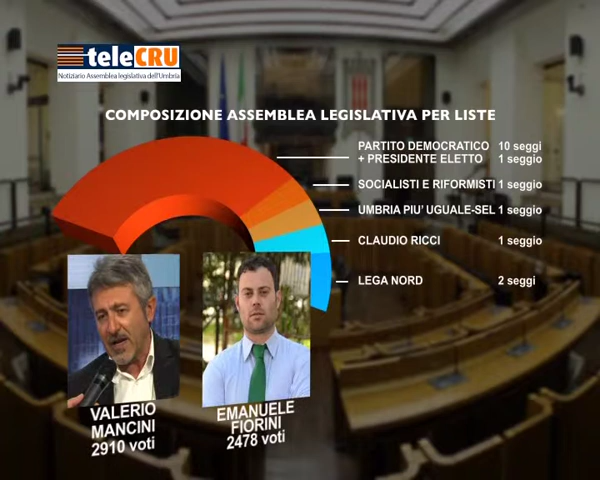 teleCRU
Notiziario Assemblea legislativa dell'Umbria
COMPOSIZIONE ASSEMBLEA LEGISLATIVA PER LISTE
PARTITO DEMOCRATICO 10 seggi
+ PRESIDENTE ELETTO 1 seggio
SOCIALISTI E RIFORMISTI 1 seggio
UMBRIA PIU' UGUALE-SEL 1 seggio
CLAUDIO RICCI 1 seggio
LEGA NORD 2 seggi
VALERIO
MANCINI
2910 voti
EMANUELE
FIORINI
2478 voti